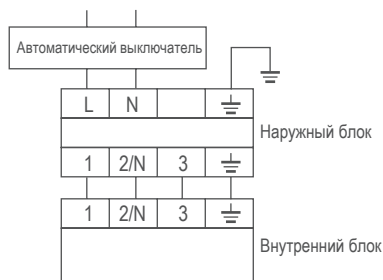 Автоматический выключатель
L N
Наружный блок
1 2/N 3
1 2/N 3
Внутренний блок